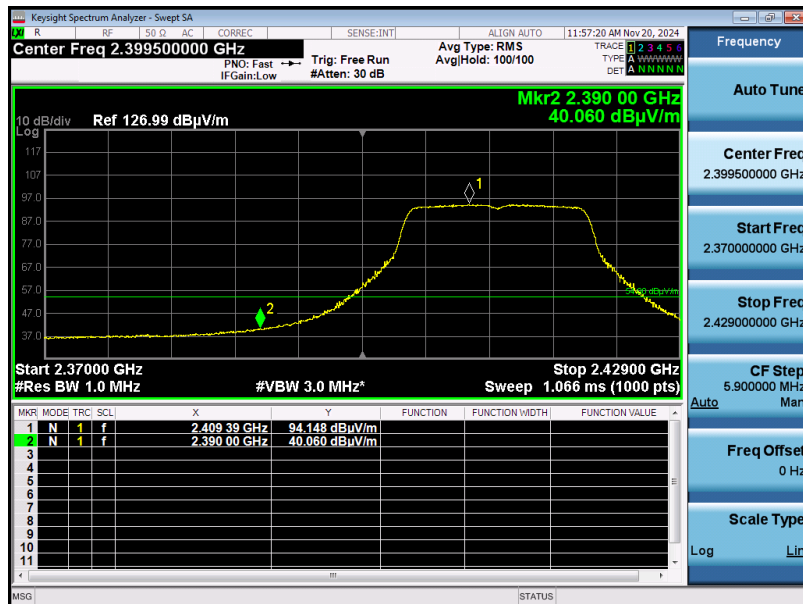 Keysight Spectrum Analyzer - Swept SA
LXI R RF 50 Ω AC CORREC SENSE:INT ALIGN AUTO 11:57:20 AM Nov 20, 2024
Center Freq 2.399500000 GHz
PNO: Fast
IFGain:Low
Trig: Free Run
#Atten: 30 dB
Avg Type: RMS
Avg|Hold: 100/100
TRACE 1 2 3 4 5 6
TYPE A WWWWW
DET A N N N N N
Mkr2 2.390 00 GHz
40.060 dBµV/m
10 dB/div Ref 126.99 dBµV/m
Log
117
107
97.0
87.0
77.0
67.0
57.0
47.0
37.0
1
2
Start 2.37000 GHz Stop 2.42900 GHz
#Res BW 1.0 MHz #VBW 3.0 MHz* Sweep 1.066 ms (1000 pts)
MKR MODE TRC SCL X Y FUNCTION FUNCTION WIDTH FUNCTION VALUE
1 N 1 f 2.409 39 GHz 94.148 dBµV/m
2 N 1 f 2.390 00 GHz 40.060 dBµV/m
3
4
5
6
7
8
9
10
11
MSG STATUS
Frequency
Auto Tune
Center Freq
2.399500000 GHz
Start Freq
2.370000000 GHz
Stop Freq
2.429000000 GHz
CF Step
5.900000 MHz
Auto Man
Freq Offset
0 Hz
Scale Type
Log Lin